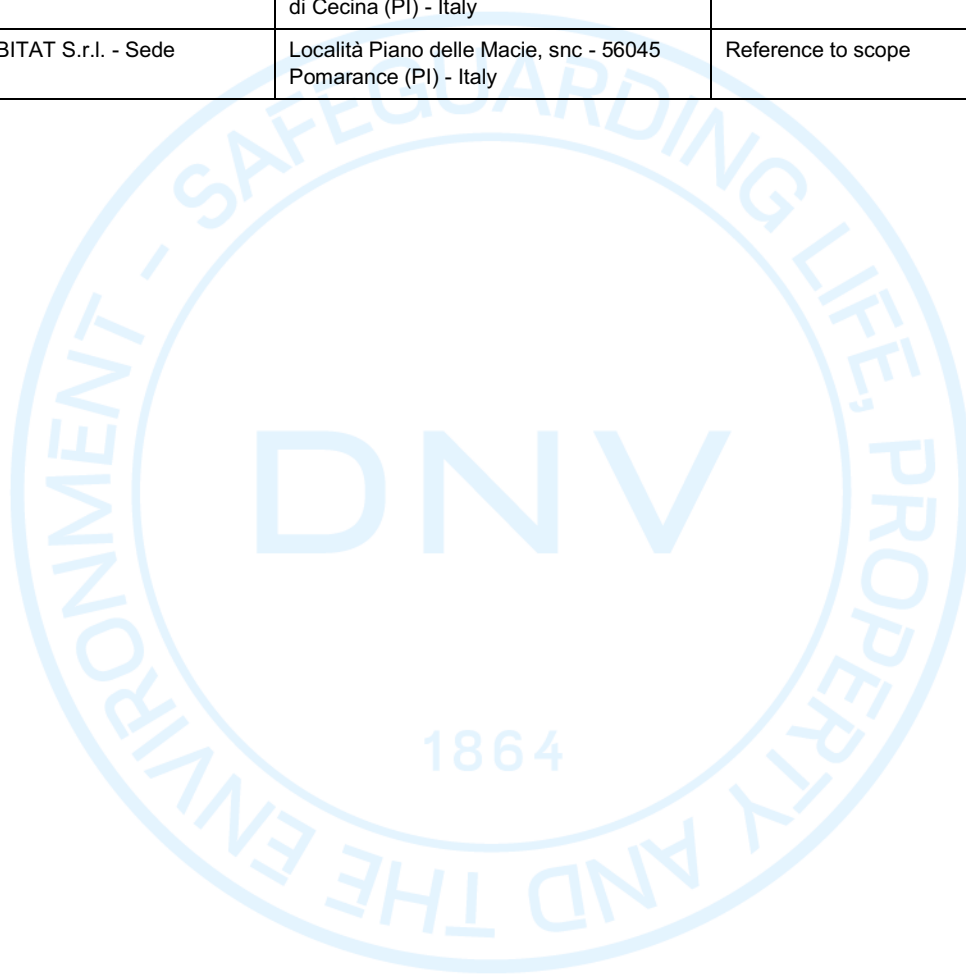 di Cecina (PI) - Italy
BITAT S.r.l. - Sede
Località Piano delle Macie, snc - 56045
Pomarance (PI) - Italy
Reference to scope
SAFEGUARDING LIFE, PROPERTY AND THE ENVIRONMENT -
DNV
1864